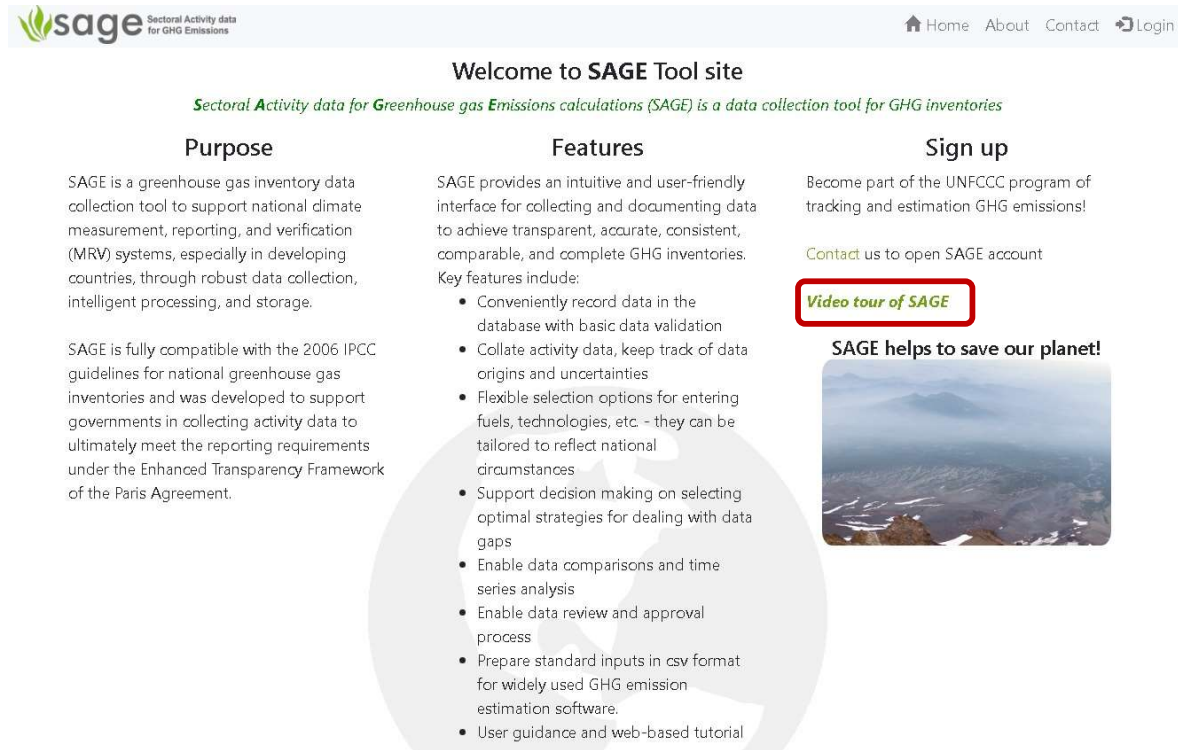 sage Sectoral Activity data
for GHG Emissions
Home About Contact Login
Welcome to SAGE Tool site
Sectoral Activity data for Greenhouse gas Emissions calculations (SAGE) is a data collection tool for GHG inventories
Purpose
SAGE is a greenhouse gas inventory data
collection tool to support national climate
measurement, reporting, and verification
(MRV) systems, especially in developing
countries, through robust data collection,
intelligent processing, and storage.
SAGE is fully compatible with the 2006 IPCC
guidelines for national greenhouse gas
inventories and was developed to support
governments in collecting activity data to
ultimately meet the reporting requirements
under the Enhanced Transparency Framework
of the Paris Agreement.
Features
SAGE provides an intuitive and user-friendly
interface for collecting and documenting data
to achieve transparent, accurate, consistent,
comparable, and complete GHG inventories.
Key features include:
• Conveniently record data in the
database with basic data validation
• Collate activity data, keep track of data
origins and uncertainties
• Flexible selection options for entering
fuels, technologies, etc. - they can be
tailored to reflect national
circumstances
• Support decision making on selecting
optimal strategies for dealing with data
gaps
• Enable data comparisons and time
series analysis
• Enable data review and approval
process
• Prepare standard inputs in csv format
for widely used GHG emission
estimation software.
• User guidance and web-based tutorial
Sign up
Become part of the UNFCCC program of
tracking and estimation GHG emissions!
Contact us to open SAGE account
Video tour of SAGE
SAGE helps to save our planet!